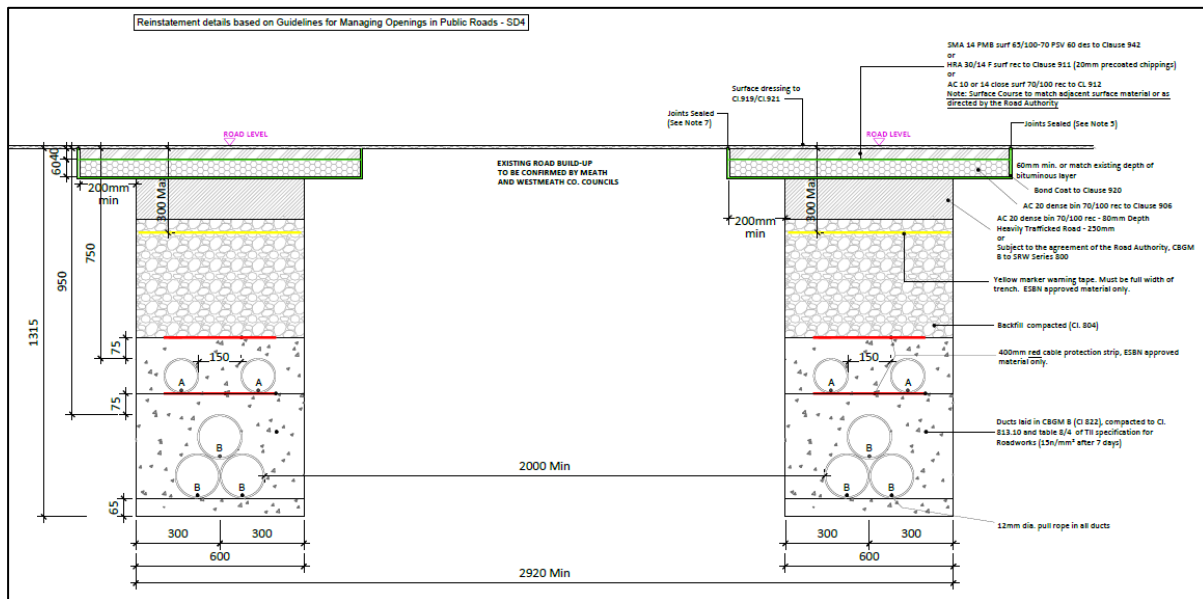 Reinstatement details based on Guidelines for Managing Openings in Public Roads - SD4
SMA 14 PMB surf 65/100-70 PSV 60 des to Clause 942
or
HRA 30/14 F surf rec to Clause 911 (20mm precoated chippings)
or
AC 10 or 14 close surf 70/100 rec to CL 912
Note: Surface Course to match adjacent surface material or as
directed by the Road Authority
Surface dressing to
Cl.919/Cl.921
Joints Sealed
(See Note 7)
Joints Sealed (See Note 5)
ROAD LEVEL
ROAD LEVEL
40
60
EXISTING ROAD BUILD-UP
TO BE CONFIRMED BY MEATH
AND WESTMEATH CO. COUNCILS
60mm min. or match existing depth of
bituminous layer
Bond Coat to Clause 920
AC 20 dense bin 70/100 rec to Clause 906
200mm
min
300 Max
200mm
min
300 Max
AC 20 dense bin 70/100 rec - 80mm Depth
Heavily Trafficked Road - 250mm
or
Subject to the agreement of the Road Authority, CBGM
B to SRW Series 800
750
950
1315
Yellow marker warning tape. Must be full width of
trench. ESBN approved material only.
Backfill compacted (Cl. 804)
75
150
150
400mm red cable protection strip, ESBN approved
material only.
A
A
A
A
75
Ducts laid in CBGM B (Cl 822), compacted to Cl.
813.10 and table 8/4 of TII specification for
Roadworks (15n/mm² after 7 days)
B
B
2000 Min
B
B
B
B
65
12mm dia. pull rope in all ducts
300
300
300
300
600
600
2920 Min